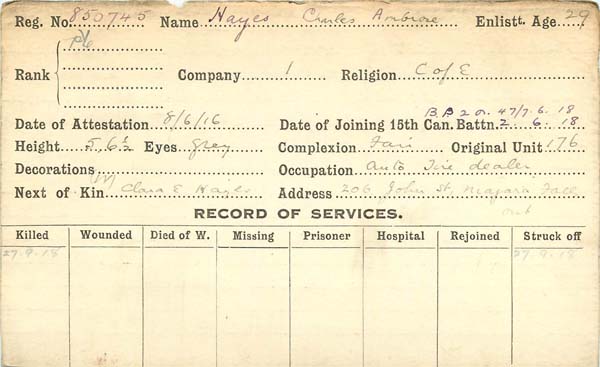 Reg. No. 850745 Name Hayes Charles Ambrose Enlistt. Age 29
Pte
Rank Company 1 Religion C of E
B.B 2 47/7.6.18
Date of Attestation 8/6/16 Date of Joining 15th Can. Battn. 2. 6. 18
Height 5.6½ Eyes Grey Complexion Fair Original Unit 176
Decorations Occupation Auto Tire dealer
Next of Kin (W) Clara E Hayes Address 206 John St, Niagara Falls
Ont
RECORD OF SERVICES.
Killed Wounded Died of W. Missing Prisoner Hospital Rejoined Struck off
27-9-18 27-9-18